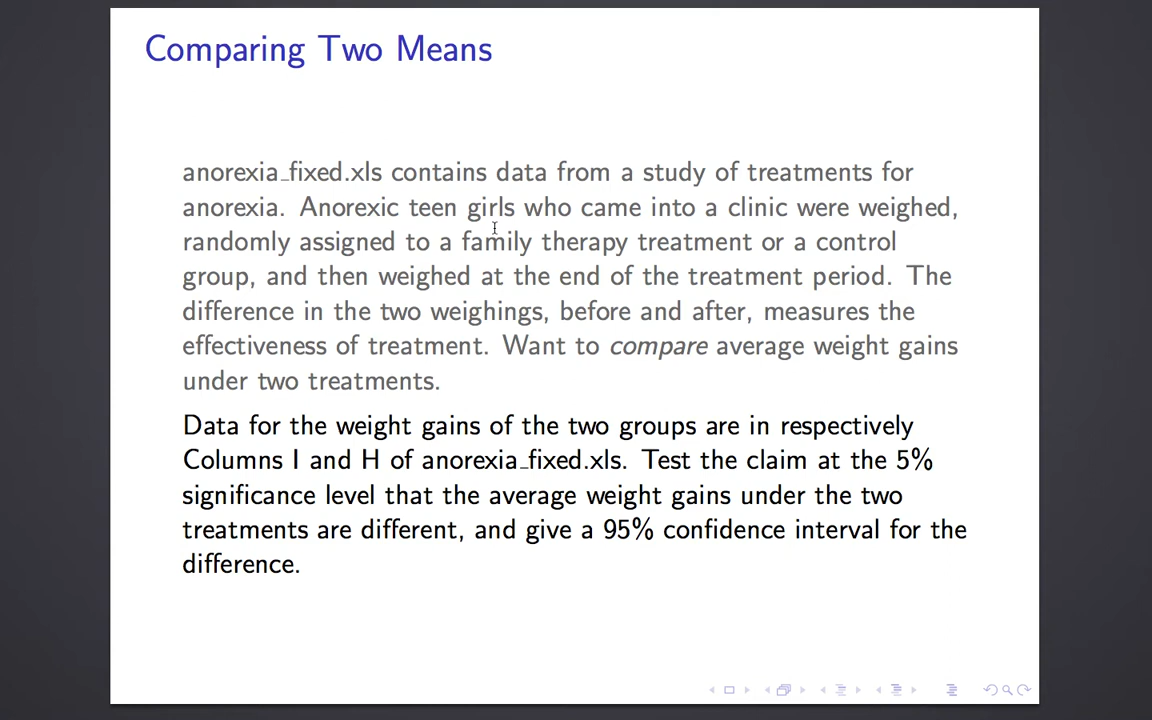 Comparing Two Means
anorexia_fixed.xls contains data from a study of treatments for
anorexia. Anorexic teen girls who came into a clinic were weighed,
randomly assigned to a family therapy treatment or a control
group, and then weighed at the end of the treatment period. The
difference in the two weighings, before and after, measures the
effectiveness of treatment. Want to compare average weight gains
under two treatments.
Data for the weight gains of the two groups are in respectively
Columns I and H of anorexia_fixed.xls. Test the claim at the 5%
significance level that the average weight gains under the two
treatments are different, and give a 95% confidence interval for the
difference.